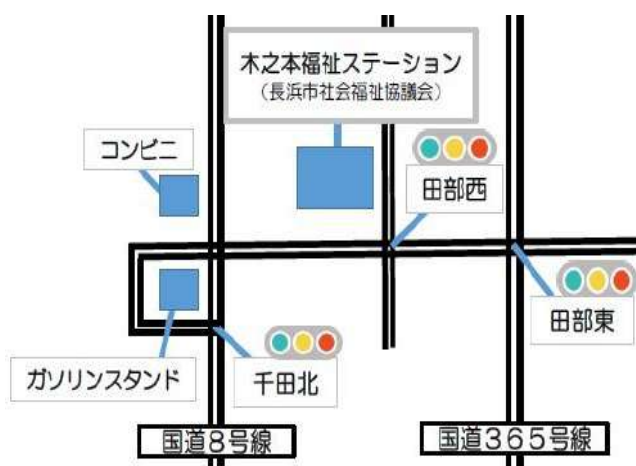 木之本福祉ステーション
（長浜市社会福祉協議会）
コンビニ
田部西
田部東
ガソリンスタンド
千田北
国道8号線
国道３６５号線